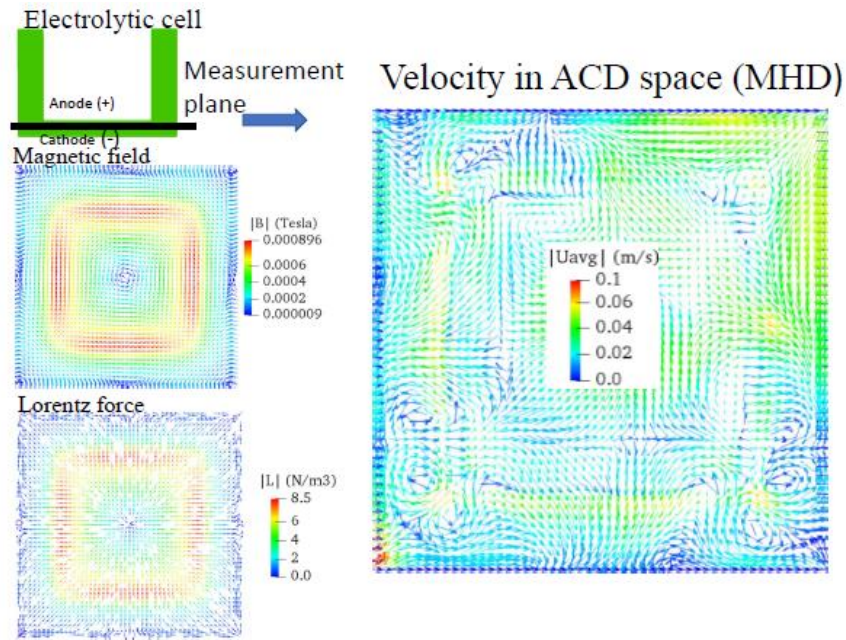 Electrolytic cell
Anode (+)
Cathode (-)
Measurement
plane
Magnetic field
|B| (Tesla)
0.000896
0.0006
0.0004
0.0002
0.000009
Lorentz force
|L| (N/m3)
8.5
6
4
2
0.0
Velocity in ACD space (MHD)
|Uavg| (m/s)
0.1
0.06
0.04
0.02
0.0